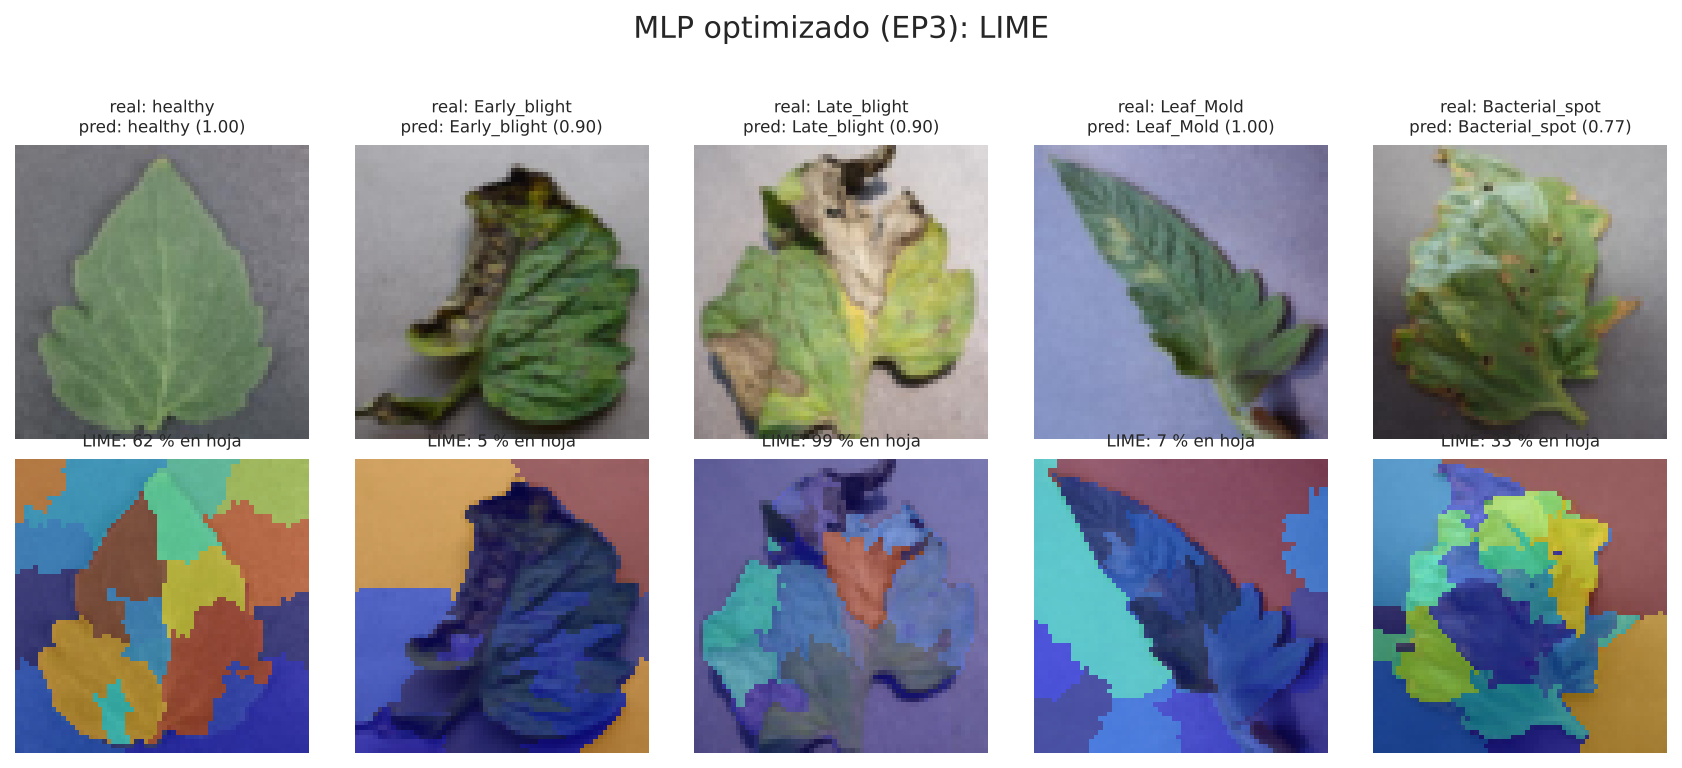 MLP optimizado (EP3): LIME
real: healthy
pred: healthy (1.00)
real: Early_blight
pred: Early_blight (0.90)
real: Late_blight
pred: Late_blight (0.90)
real: Leaf_Mold
pred: Leaf_Mold (1.00)
real: Bacterial_spot
pred: Bacterial_spot (0.77)
LIME: 62 % en hoja
LIME: 5 % en hoja
LIME: 99 % en hoja
LIME: 7 % en hoja
LIME: 33 % en hoja